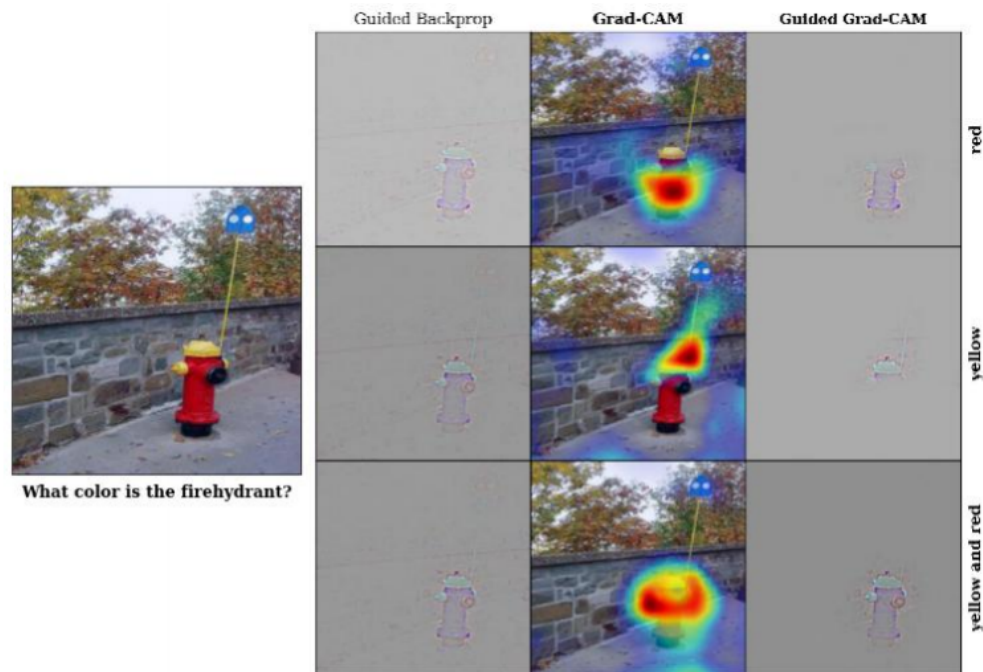 Guided Backprop
Grad-CAM
Guided Grad-CAM
red
What color is the firehydrant?
yellow
yellow and red